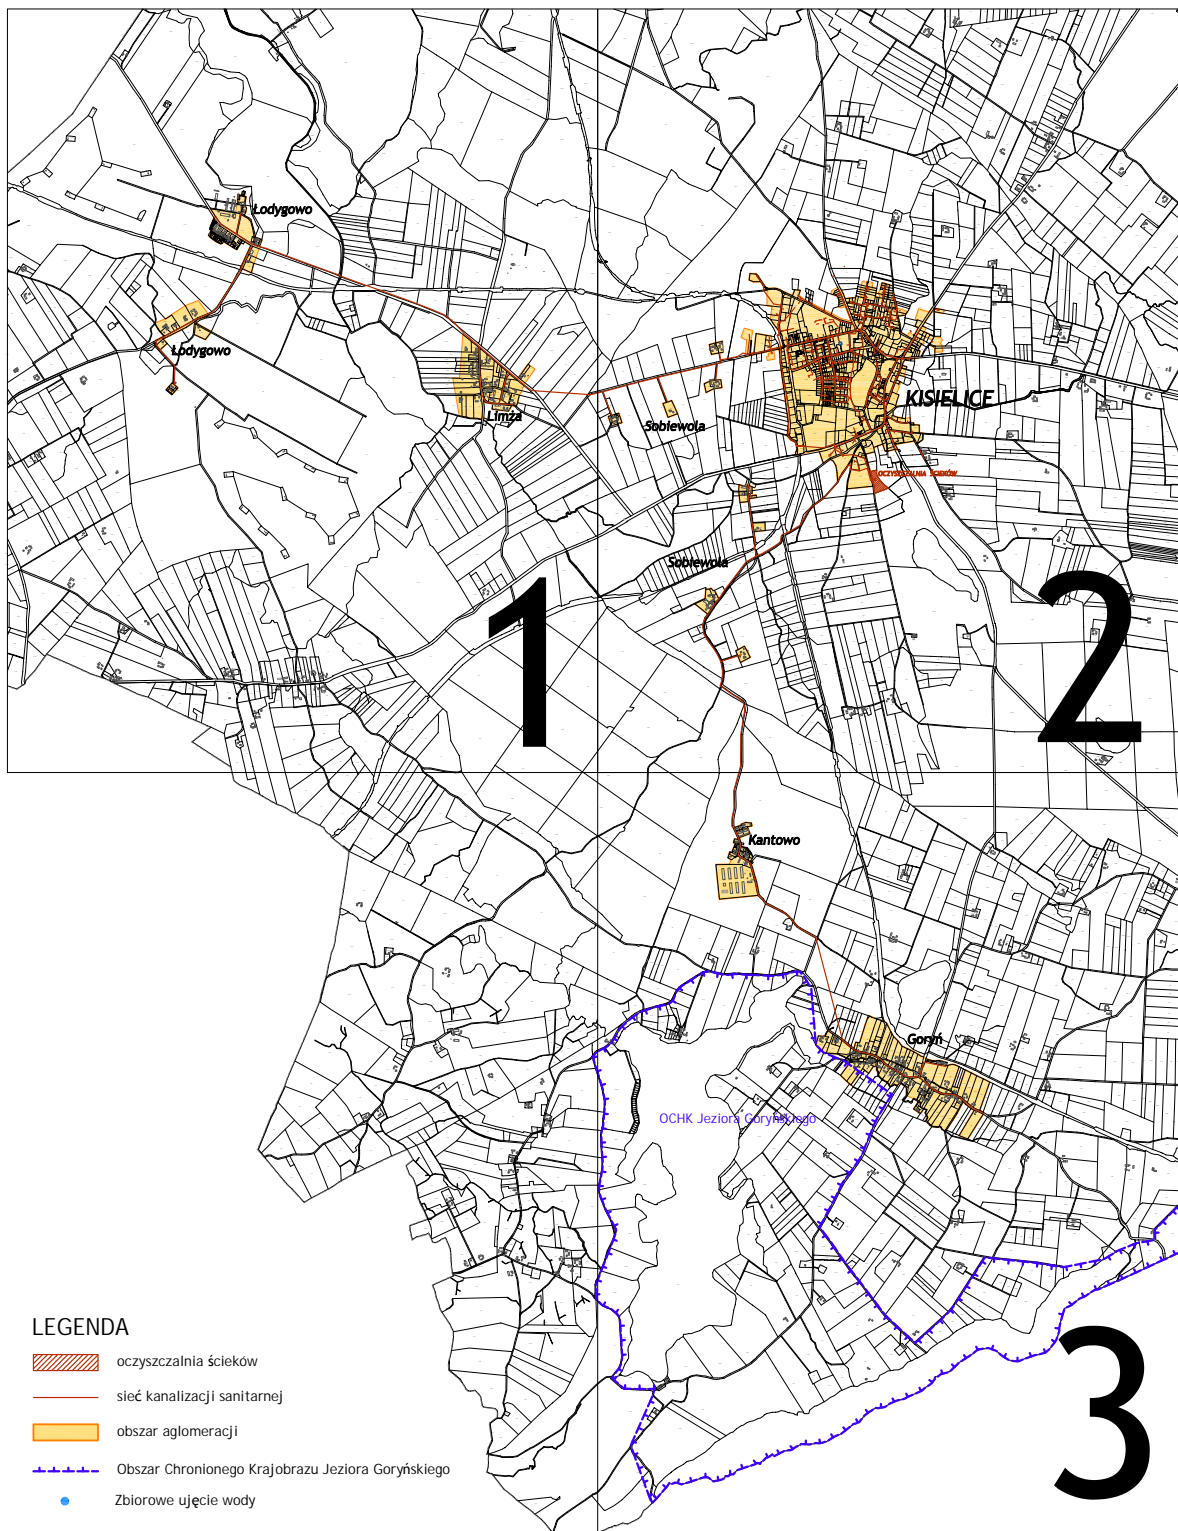 Łodygowo
Łodygowo
Limża
Sobiewola
KISIELICE
OCZYSZCZALNIA ŚCIEKÓW
Sobiewola
1
2
Kantowo
Goryń
OCHK Jeziora Goryńskiego
3
LEGENDA
oczyszczalnia ścieków
sieć kanalizacji sanitarnej
obszar aglomeracji
Obszar Chronionego Krajobrazu Jeziora Goryńskiego
Zbiorowe ujęcie wody